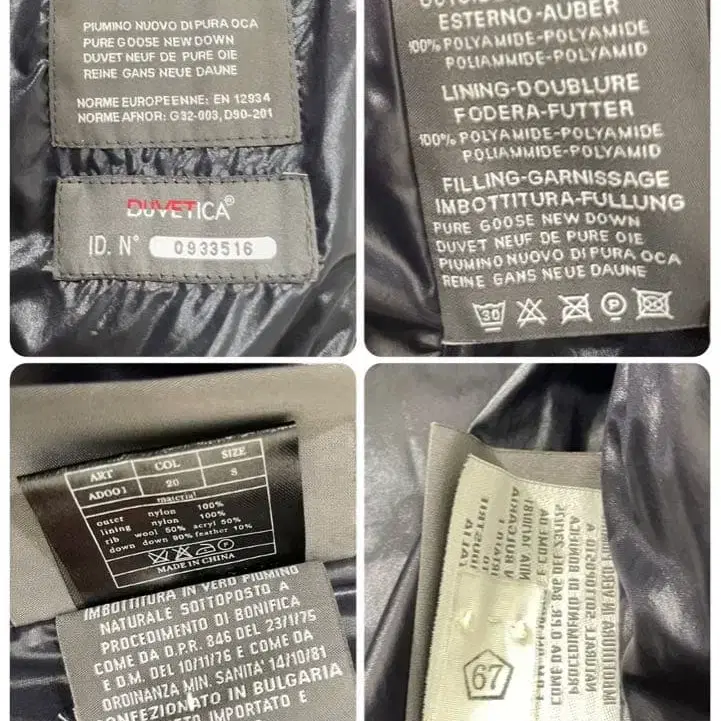 PIUMINO NUOVO DI PURA OCA
PURE GOOSE NEW DOWN
DUVET NEUF DE PURE OIE
REINE GANS NEUE DAUNE
NORME EUROPEENNE: EN 12934
NORME AFNOR: G32-003, D90-201
DUVETICA®
ID. N° 0933516
ESTERNO-AUBER
100% POLYAMIDE-POLYAMIDE
POLIAMMIDE-POLYAMID
LINING-DOUBLURE
FODERA-FUTTER
100% POLYAMIDE-POLYAMIDE
POLIAMMIDE-POLYAMID
FILLING-GARNISSAGE
IMBOTTITURA-FULLUNG
PURE GOOSE NEW DOWN
DUVET NEUF DE PURE OIE
PIUMINO NUOVO DI PURA OCA
REINE GANS NEUE DAUNE
30
P
ART COL SIZE
AD001 20 S
material
outer nylon 100%
lining nylon 100%
rib wool 50% acryl 50%
down down 90% feather 10%
MADE IN CHINA
IMBOTTITURA IN VERO PIUMINO
NATURALE SOTTOPOSTO A
PROCEDIMENTO DI BONIFICA
COME DA D.P.R. 846 DEL 23/1/75
E D.M. DEL 10/11/76 E COME DA
ORDINANZA MIN. SANITA' 14/10/81
CONFEZIONATO IN BULGARIA
IMPORTATO E
67